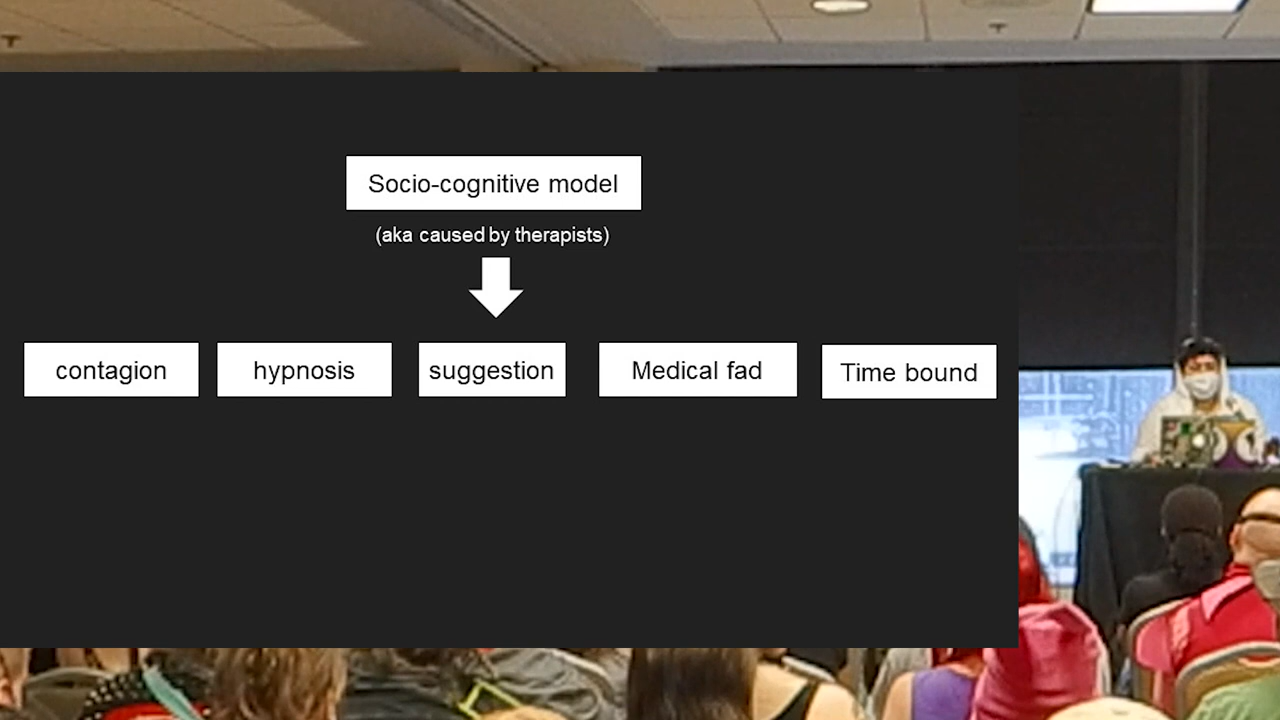 Socio-cognitive model
(aka caused by therapists)
contagion
hypnosis
suggestion
Medical fad
Time bound